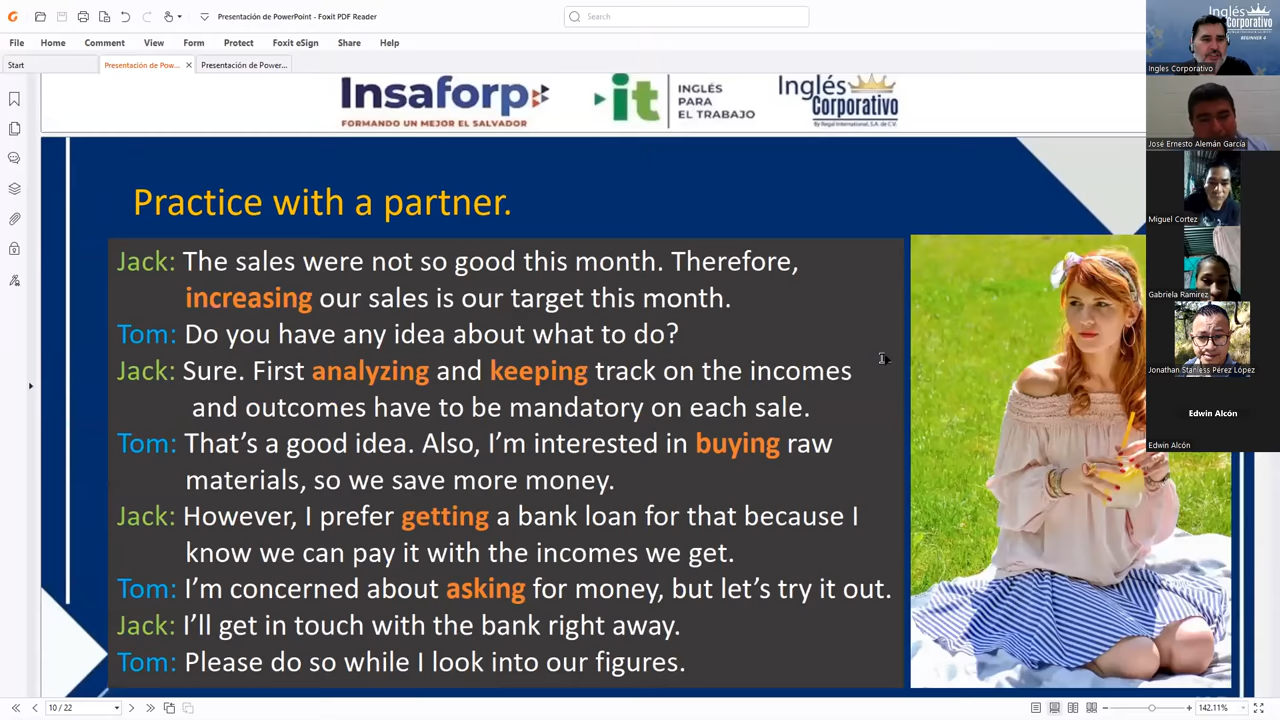 Presentación de PowerPoint - Foxit PDF Reader
Search
File Home Comment View Form Protect Foxit eSign Share Help
Start
Presentación de Pow...
Presentación de Power...
Insaforp
FORMANDO UN MEJOR EL SALVADOR
it
INGLÉS
PARA
EL TRABAJO
Inglés
Corporativo
By Regal International, S.A. de C.V.
Practice with a partner.
Jack: The sales were not so good this month. Therefore,
increasing our sales is our target this month.
Tom: Do you have any idea about what to do?
Jack: Sure. First analyzing and keeping track on the incomes
and outcomes have to be mandatory on each sale.
Tom: That's a good idea. Also, I'm interested in buying raw
materials, so we save more money.
Jack: However, I prefer getting a bank loan for that because I
know we can pay it with the incomes we get.
Tom: I'm concerned about asking for money, but let's try it out.
Jack: I'll get in touch with the bank right away.
Tom: Please do so while I look into our figures.
Inglés
Corporativo
BEGINNER 4
Ingles Corporativo
José Ernesto Alemán García
Miguel Cortez
Gabriela Ramirez
Jonathan Stanless Pérez López
Edwin Alcón
Edwin Alcón
10 / 22
142.11%